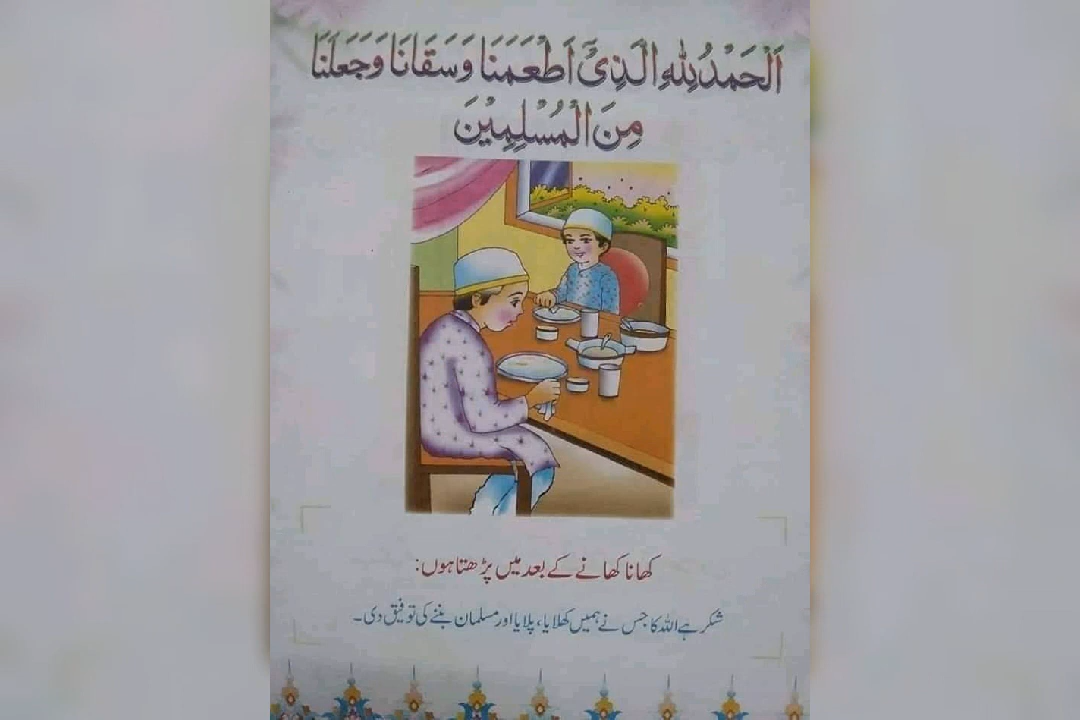 اَلْحَمْدُ لِلّٰهِ الَّذِیْۤ اَطْعَمَنَا وَسَقَانَا وَجَعَلَنَا
مِنَ الْمُسْلِمِیْنَ
کھانا کھانے کے بعد میں پڑھتا ہوں:
شکر ہے اللہ کا جس نے ہمیں کھلایا، پلایا اور مسلمان بننے کی توفیق دی۔